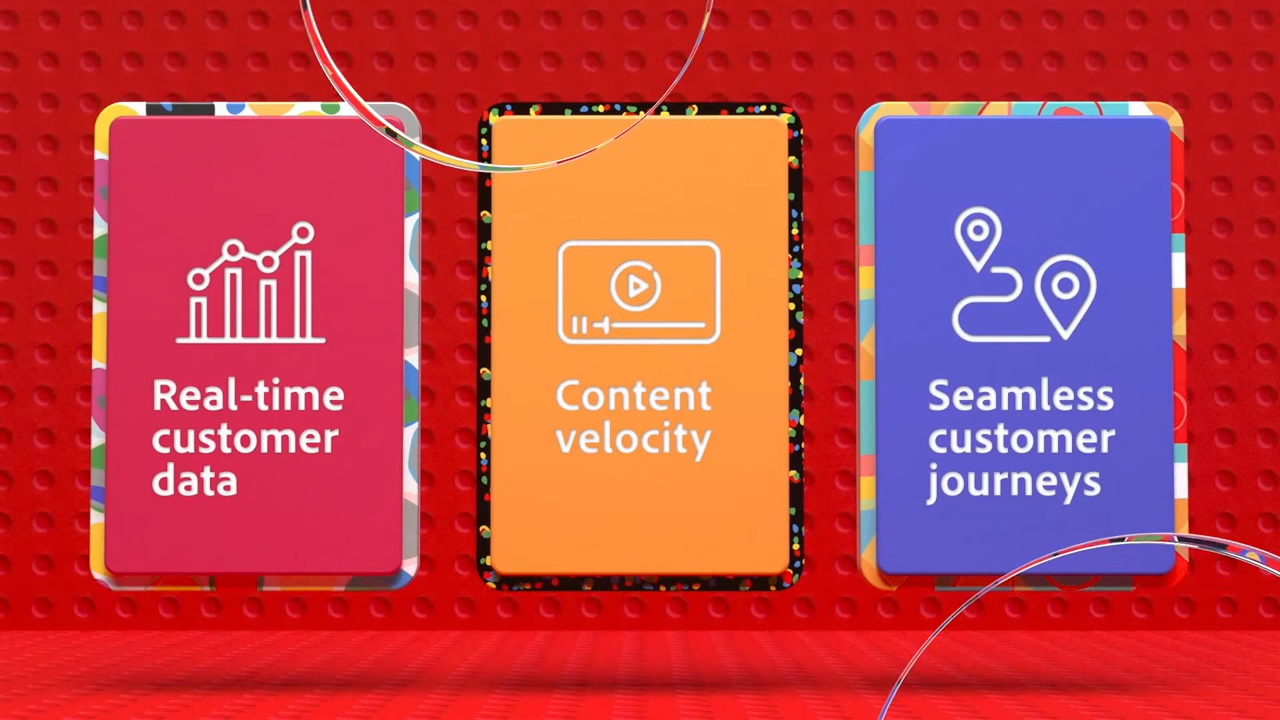 Real-time
customer
data
Content
velocity
Seamless
customer
journeys